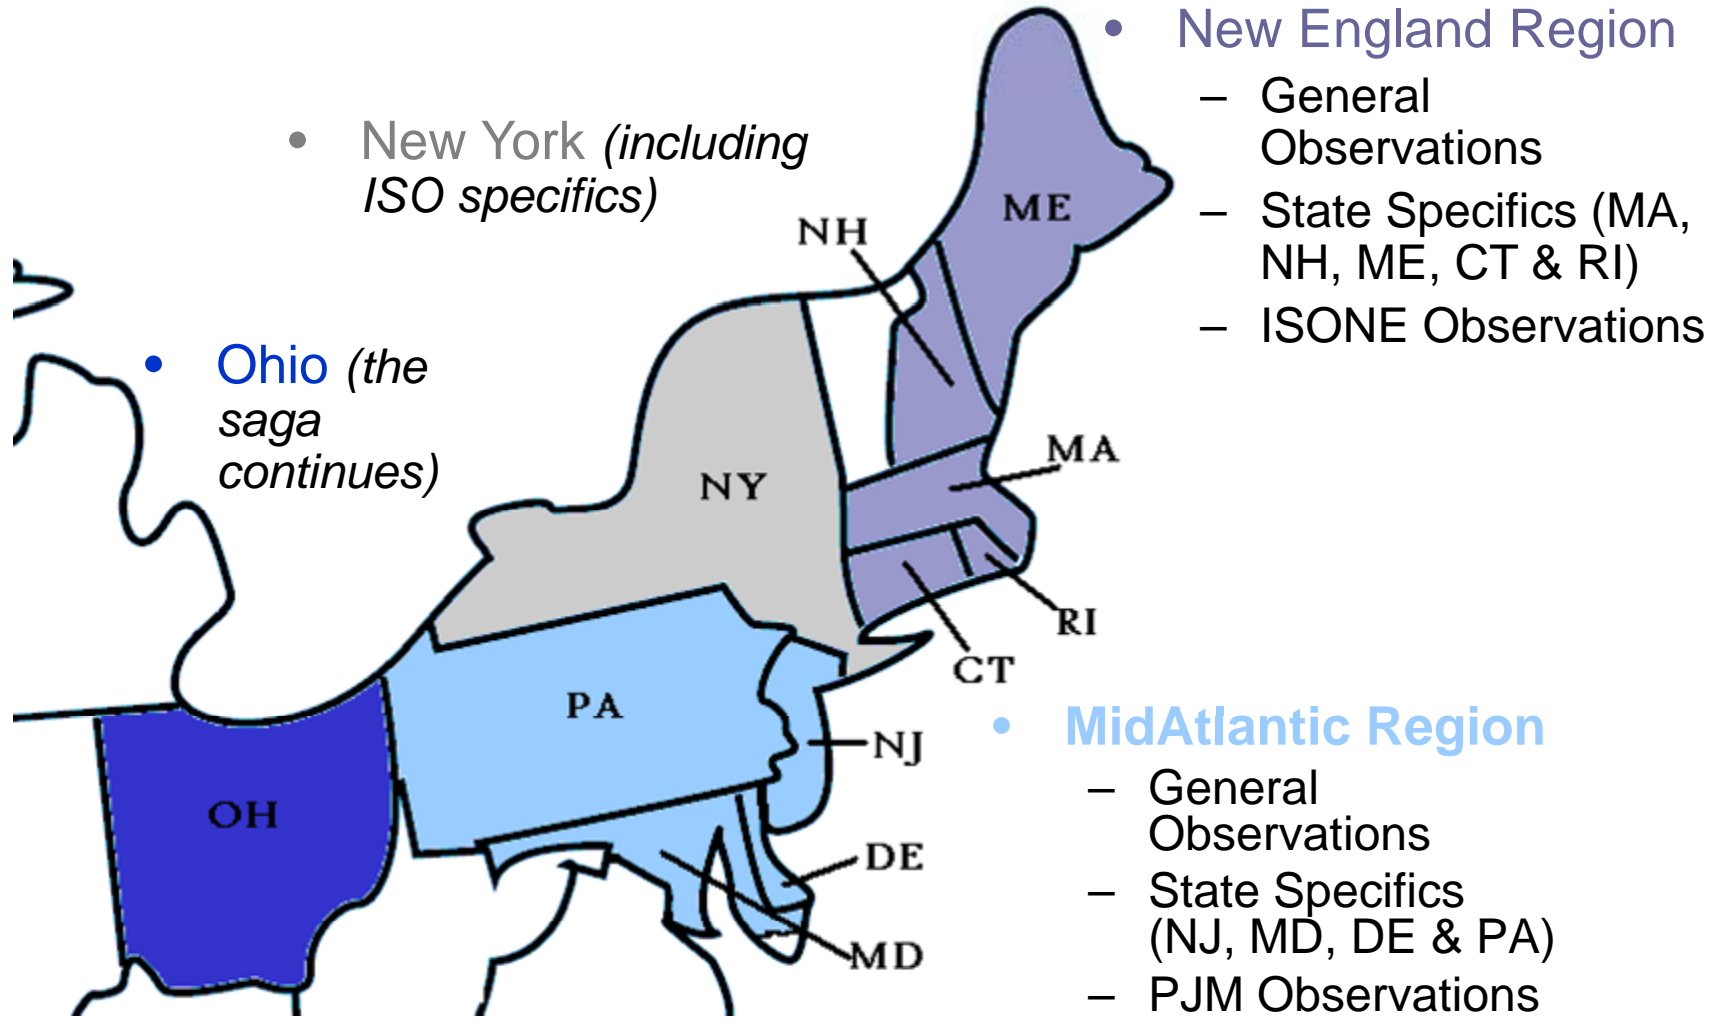 • New England Region
– General
Observations
– State Specifics (MA,
NH, ME, CT & RI)
– ISONE Observations
• New York (including
ISO specifics)
• Ohio (the
saga
continues)
ME
NH
MA
NY
RI
CT
PA
NJ
OH
DE
MD
• MidAtlantic Region
– General
Observations
– State Specifics
(NJ, MD, DE & PA)
– PJM Observations